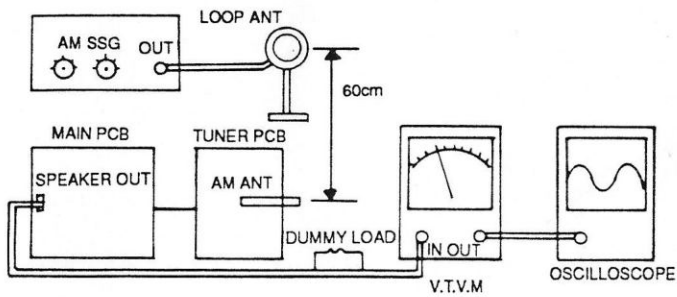 LOOP ANT
AM SSG
OUT
60cm
MAIN PCB
TUNER PCB
SPEAKER OUT
AM ANT
DUMMY LOAD
IN OUT
V.T.V.M
OSCILLOSCOPE